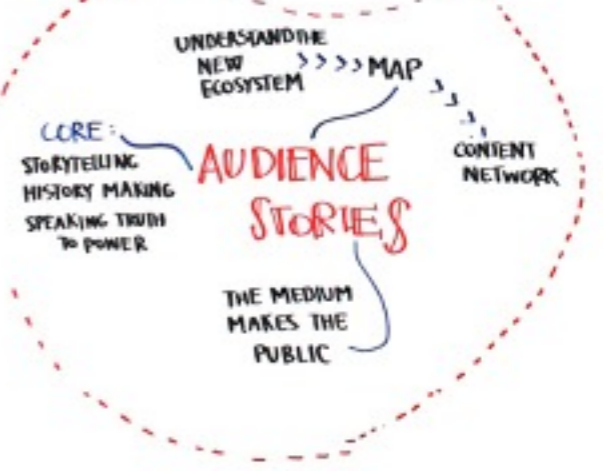 UNDERSTAND THE
NEW
ECOSYSTEM
MAP
CONTENT
NETWORK
CORE:
STORYTELLING
HISTORY MAKING
SPEAKING TRUTH
TO POWER
AUDIENCE
STORIES
THE MEDIUM
MAKES THE
PUBLIC